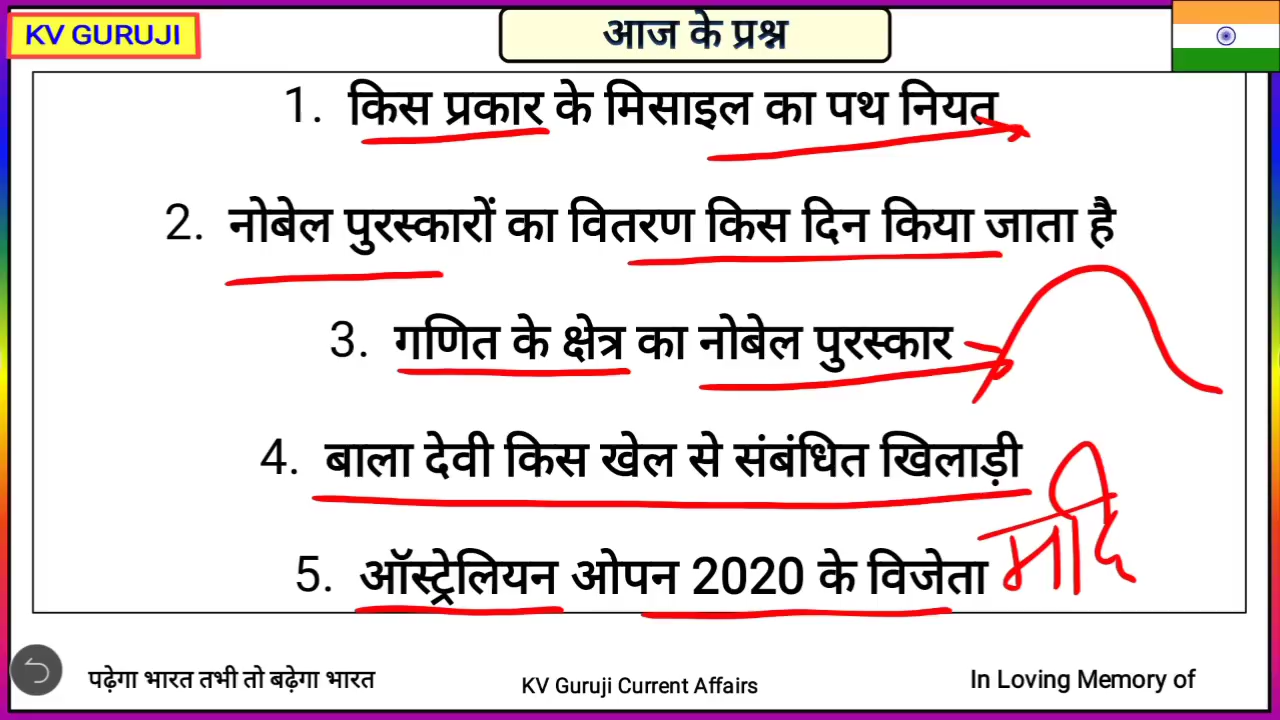 KV GURUJI
आज के प्रश्न
1. किस प्रकार के मिसाइल का पथ नियत
2. नोबेल पुरस्कारों का वितरण किस दिन किया जाता है
3. गणित के क्षेत्र का नोबेल पुरस्कार
4. बाला देवी किस खेल से संबंधित खिलाड़ी
5. ऑस्ट्रेलियन ओपन 2020 के विजेता
पढ़ेगा भारत तभी तो बढ़ेगा भारत
KV Guruji Current Affairs
In Loving Memory of